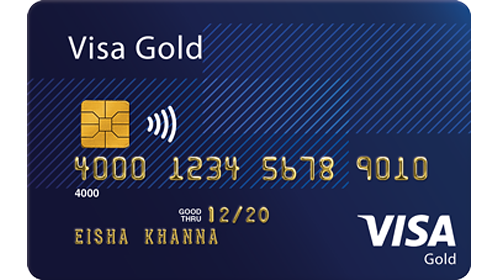 Visa Gold
4000 1234 5678 9010
4000
GOOD THRU 12/20
EISHA KHANNA
VISA
Gold